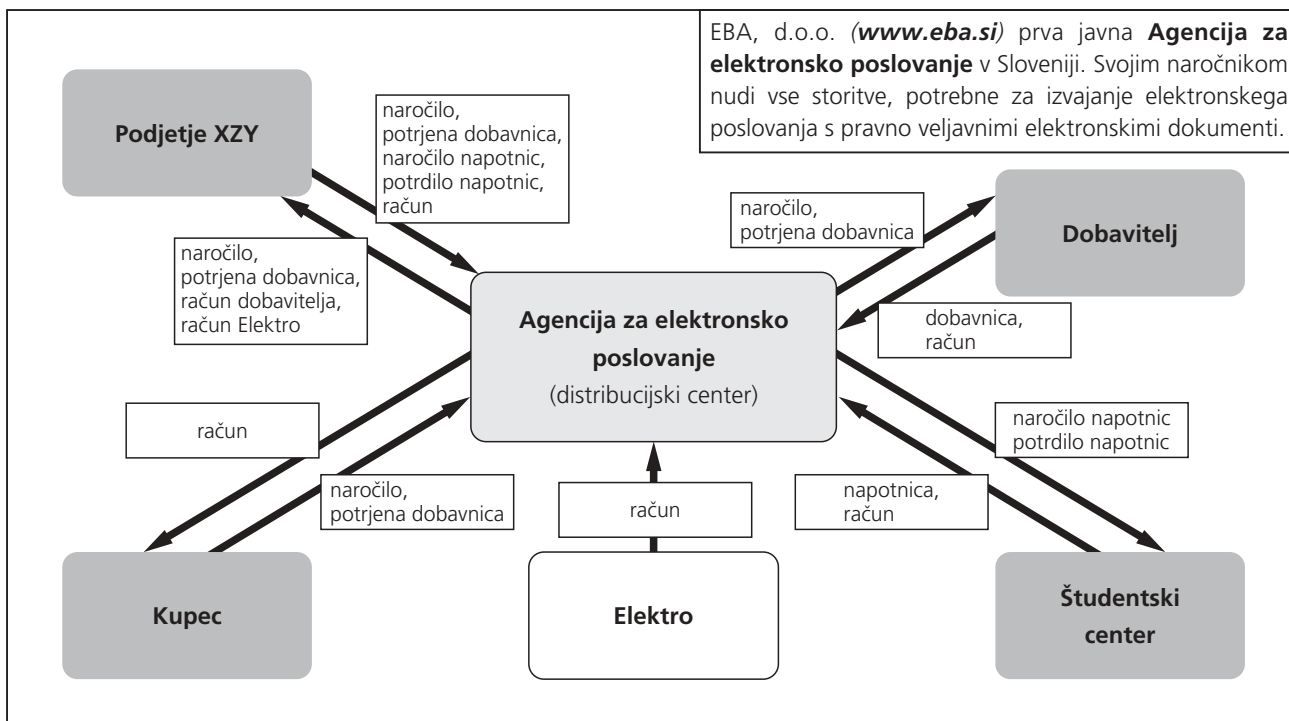 EBA, d.o.o. (www.eba.si) prva javna Agencija za
elektronsko poslovanje v Sloveniji. Svojim naročnikom
nudi vse storitve, potrebne za izvajanje elektronskega
poslovanja s pravno veljavnimi elektronskimi dokumenti.
Podjetje XZY
naročilo,
potrjena dobavnica,
naročilo napotnic,
potrdilo napotnic,
račun
naročilo,
potrjena dobavnica,
račun dobavitelja,
račun Elektro
naročilo,
potrjena dobavnica
Dobavitelj
dobavnica,
račun
Agencija za elektronsko
poslovanje
(distribucijski center)
račun
naročilo,
potrjena dobavnica
račun
napotnica,
račun
naročilo napotnic
potrdilo napotnic
Kupec
Elektro
Študentski
center